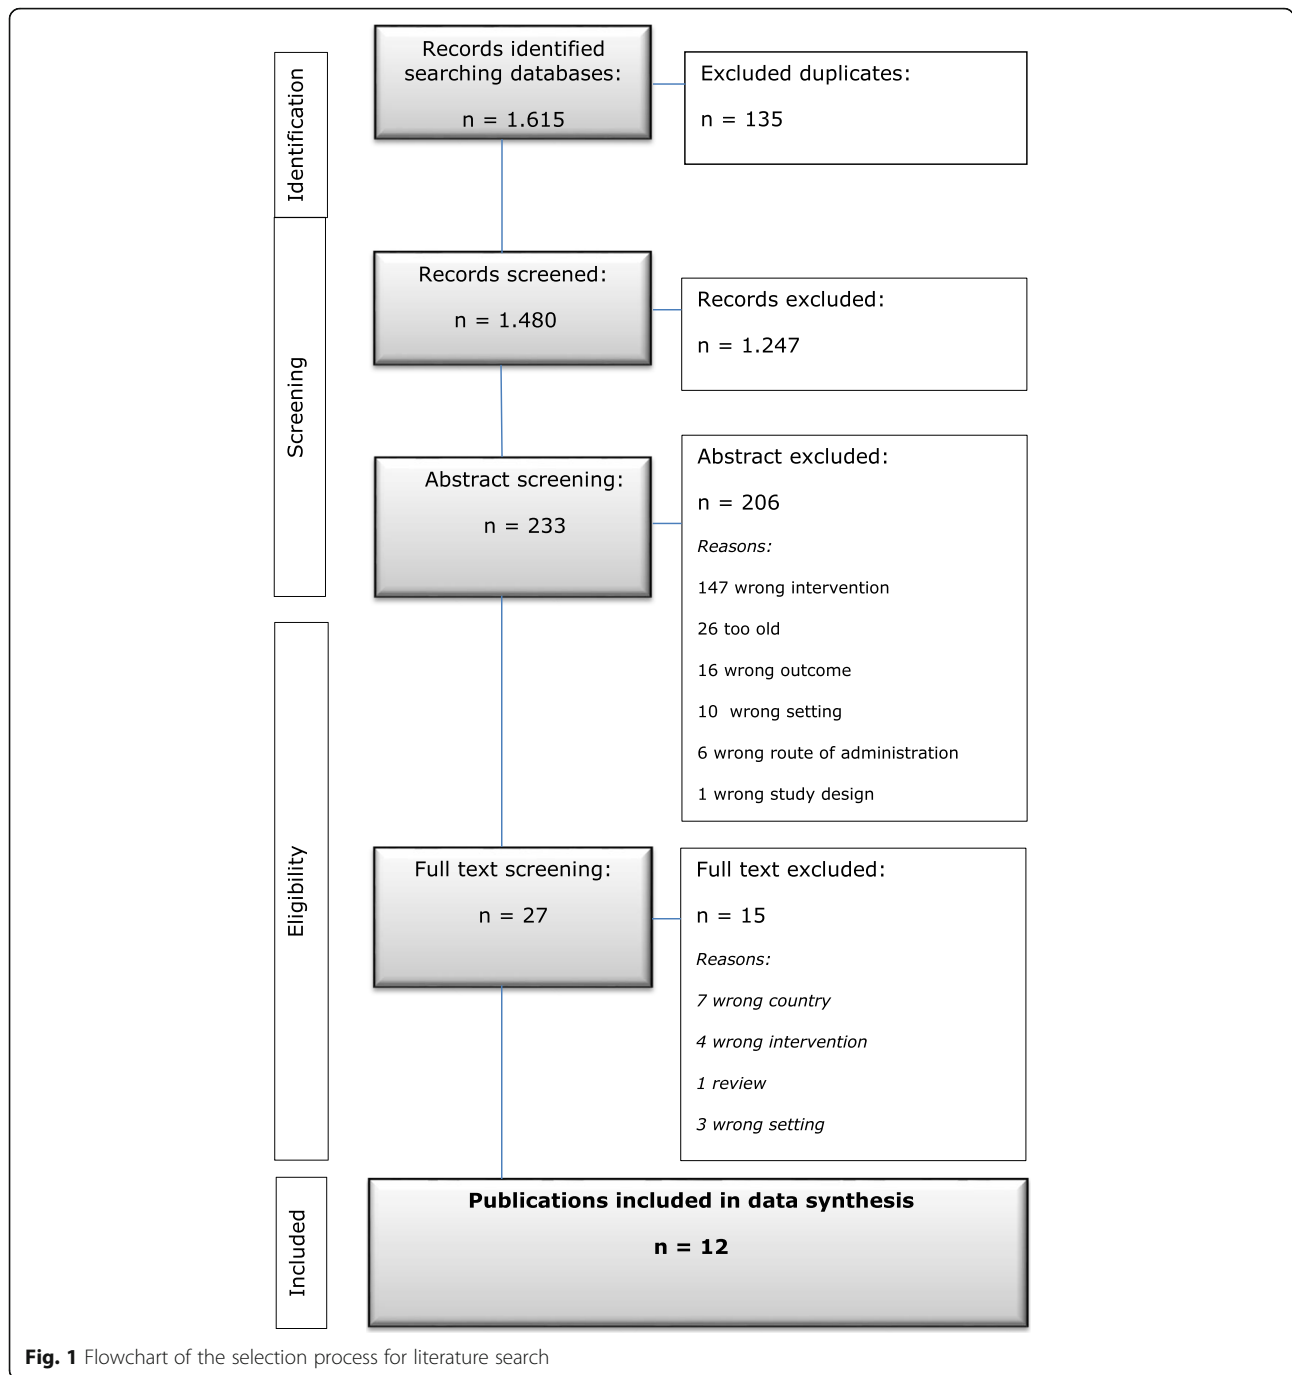 Identification
Records identified
searching databases:
n = 1.615
Excluded duplicates:
n = 135
Screening
Records screened:
n = 1.480
Records excluded:
n = 1.247
Abstract screening:
n = 233
Abstract excluded:
n = 206
Reasons:
147 wrong intervention
26 too old
16 wrong outcome
10 wrong setting
6 wrong route of administration
1 wrong study design
Eligibility
Full text screening:
n = 27
Full text excluded:
n = 15
Reasons:
7 wrong country
4 wrong intervention
1 review
3 wrong setting
Included
Publications included in data synthesis
n = 12
Fig. 1 Flowchart of the selection process for literature search